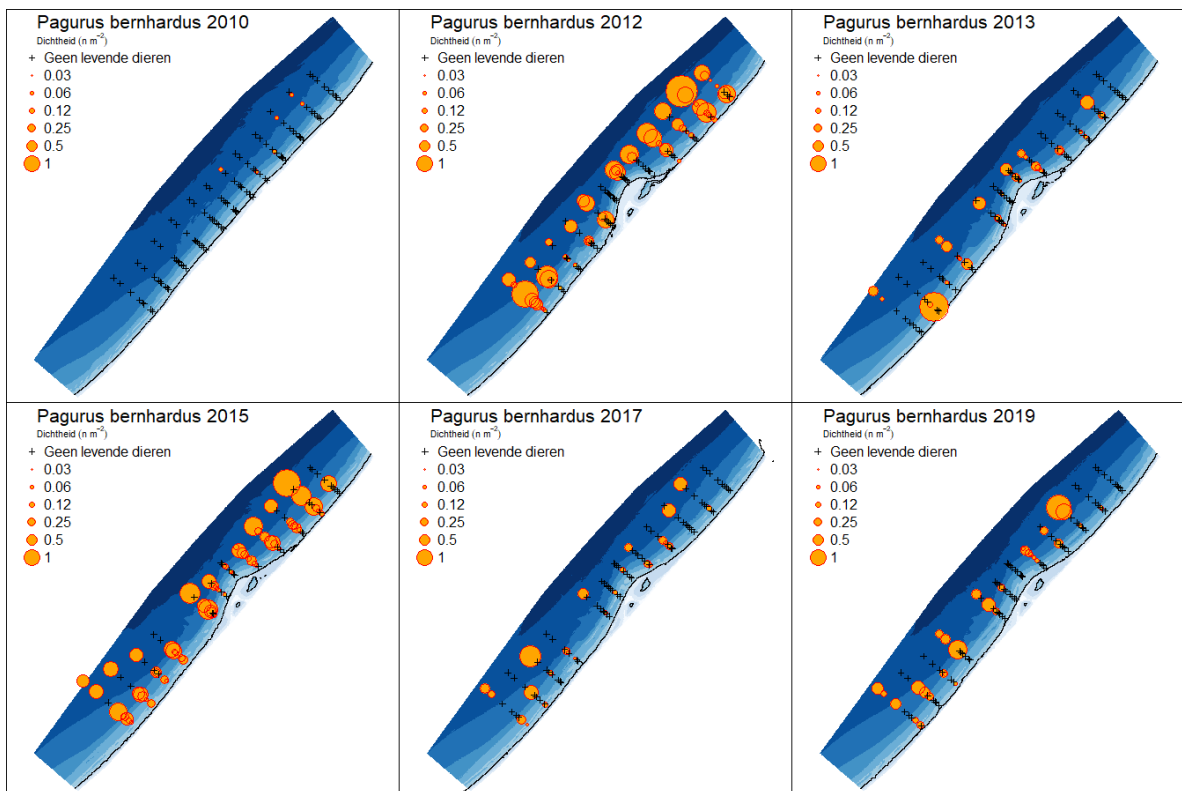 Pagurus bernhardus 2010
Dichtheid (n m⁻²)
+ Geen levende dieren
0.03
0.06
0.12
0.25
0.5
1
Pagurus bernhardus 2012
Dichtheid (n m⁻²)
+ Geen levende dieren
0.03
0.06
0.12
0.25
0.5
1
Pagurus bernhardus 2013
Dichtheid (n m⁻²)
+ Geen levende dieren
0.03
0.06
0.12
0.25
0.5
1
Pagurus bernhardus 2015
Dichtheid (n m⁻²)
+ Geen levende dieren
0.03
0.06
0.12
0.25
0.5
1
Pagurus bernhardus 2017
Dichtheid (n m⁻²)
+ Geen levende dieren
0.03
0.06
0.12
0.25
0.5
1
Pagurus bernhardus 2019
Dichtheid (n m⁻²)
+ Geen levende dieren
0.03
0.06
0.12
0.25
0.5
1